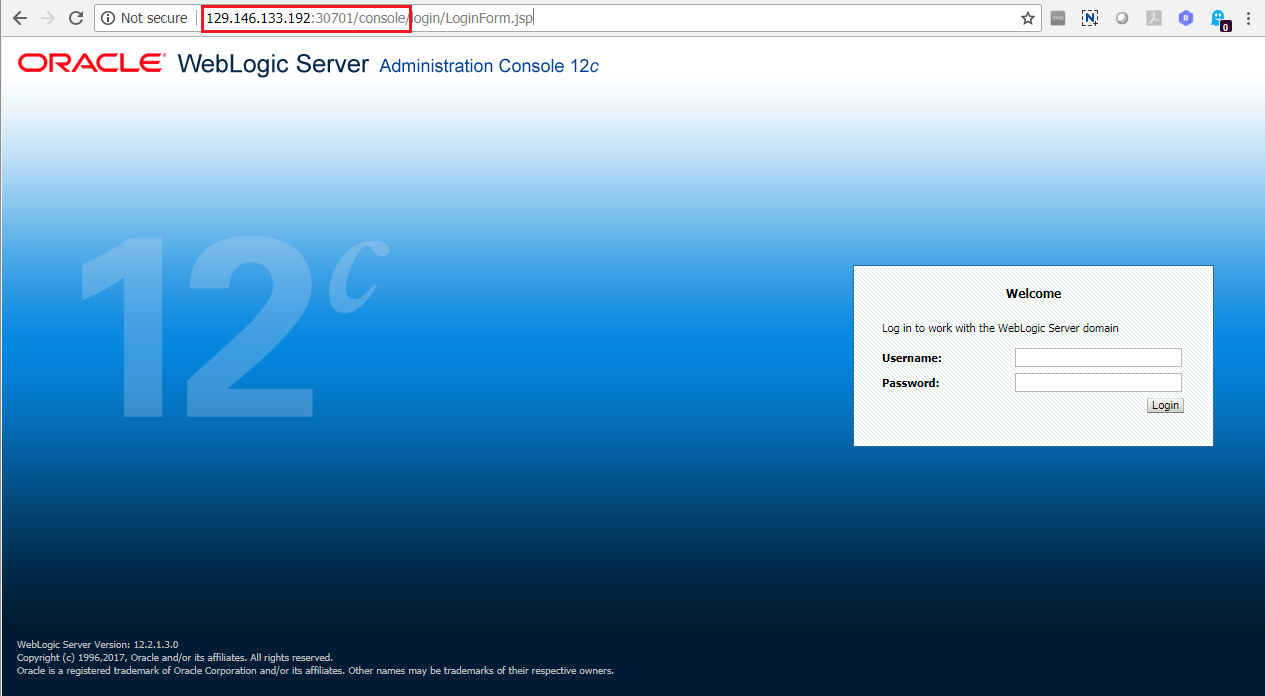 Not secure
129.146.133.192:30701/console/login/LoginForm.jsp
ORACLE WebLogic Server Administration Console 12c
12c
Welcome
Log in to work with the WebLogic Server domain
Username:
Password:
Login
WebLogic Server Version: 12.2.1.3.0
Copyright (c) 1996,2017, Oracle and/or its affiliates. All rights reserved.
Oracle is a registered trademark of Oracle Corporation and/or its affiliates. Other names may be trademarks of their respective owners.
N
R
0